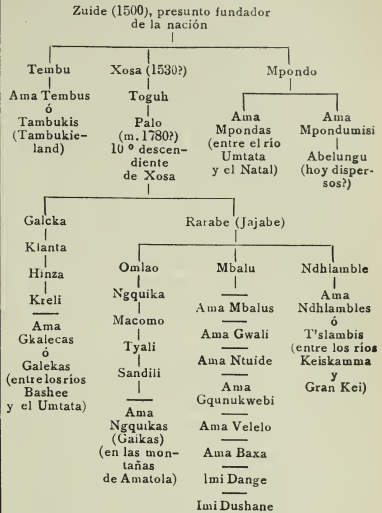 Zuide (1500), presunto fundador
de la nación
Tembu
Ama Tembus
ó
Tambukis
(Tambukie-
land)
Xosa (1530?)
Toguh
Palo
(m. 1780?)
10 º descen-
diente
de Xosa
Mpondo
Ama
Mpondas
(entre el río
Umtata
y el Natal)
Ama
Mpondumisi
Abelungu
(hoy disper-
sos?)
Galcka
Klanta
Hinza
Kreli
Ama
Gkalecas
ó
Galekas
(entre los ríos
Bashee
y el Umtata)
Rarabe (Jajabe)
Omlao
Ngquika
Macomo
Tyali
Sandili
Ama
Ngquikas
(Gaikas)
(en las mon-
tañas
de Amatola)
Mbalu
Ama Mbalus
Ama Gwali
Ama Ntuide
Ama
Gqunukwebi
Ama Velelo
Ama Baxa
Imi Dange
Imi Dushane
Ndhlamble
Ama
Ndhlambles
ó
T'slambis
(entre los ríos
Keiskamma
y
Gran Kei)